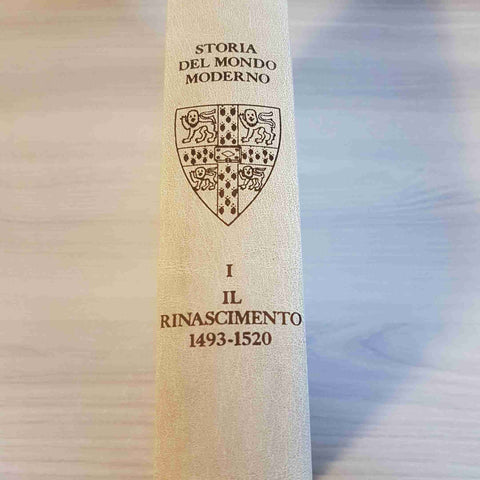 STORIA
DEL MONDO
MODERNO
I
IL
RINASCIMENTO
1493-1520